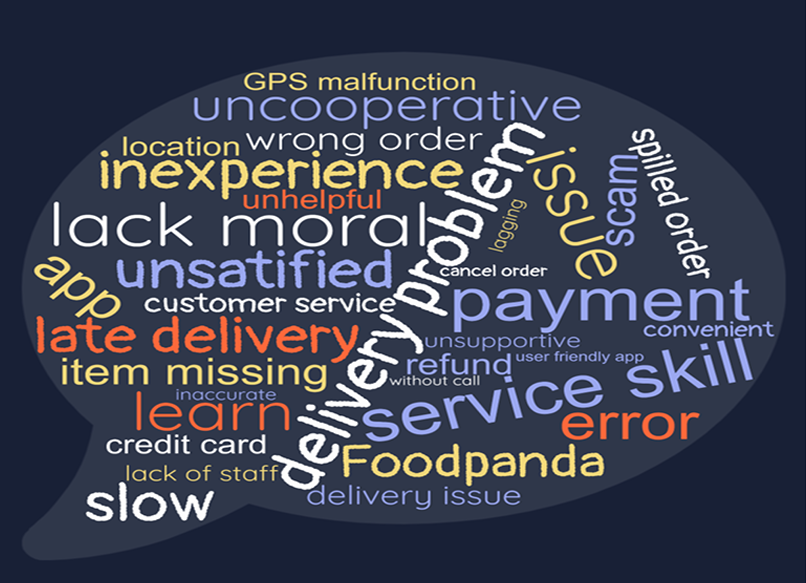 GPS malfunction
uncooperative
location
wrong order
inexperience
unhelpful
lack moral
delivery problem
lagging
issue
scam
spilled order
app
unsatified
cancel order
customer service
payment
late delivery
unsupportive
convenient
item missing
refund
user friendly app
without call
inaccurate
learn
service skill
error
credit card
Foodpanda
lack of staff
slow
delivery issue